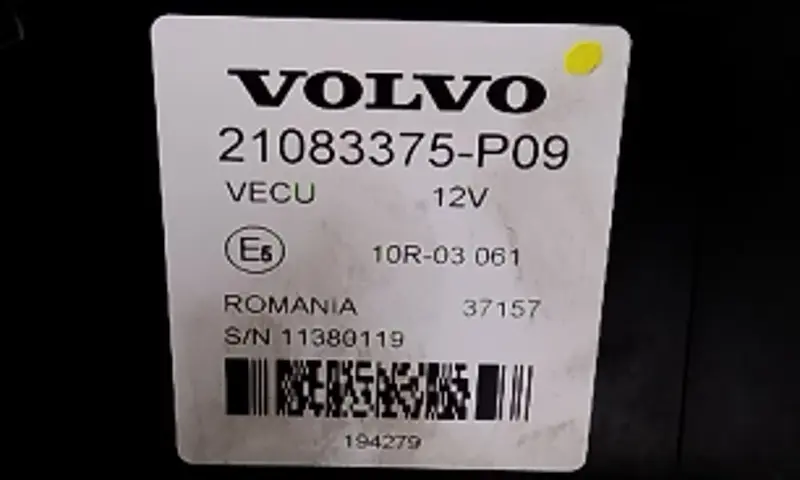 VOLVO
21083375-P09
VECU 12V
E5 10R-03 061
ROMANIA 37157
S/N 11380119
194279